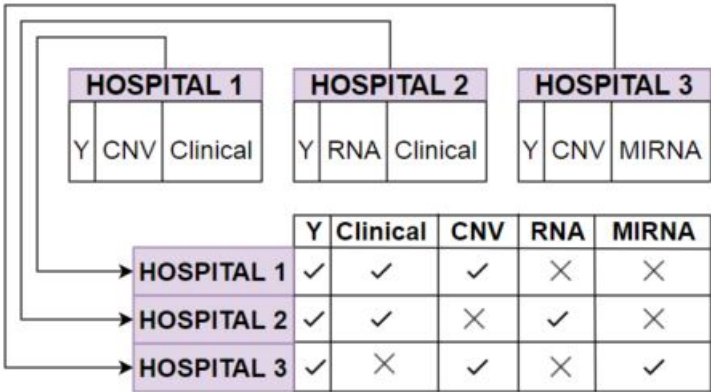 HOSPITAL 1 HOSPITAL 2 HOSPITAL 3
Y CNV Clinical Y RNA Clinical Y CNV MIRNA
Y Clinical CNV RNA MIRNA
HOSPITAL 1 ✓ ✓ ✓ ✗ ✗
HOSPITAL 2 ✓ ✓ ✗ ✓ ✗
HOSPITAL 3 ✓ ✗ ✓ ✗ ✓